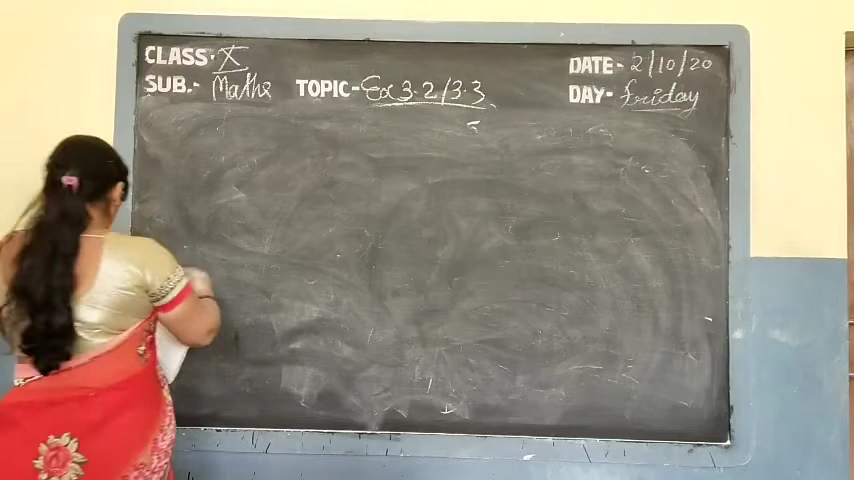 CLASS- X
SUB.- Maths
TOPIC- Ex 3.2/3.3
DATE- 2/10/20
DAY- Friday